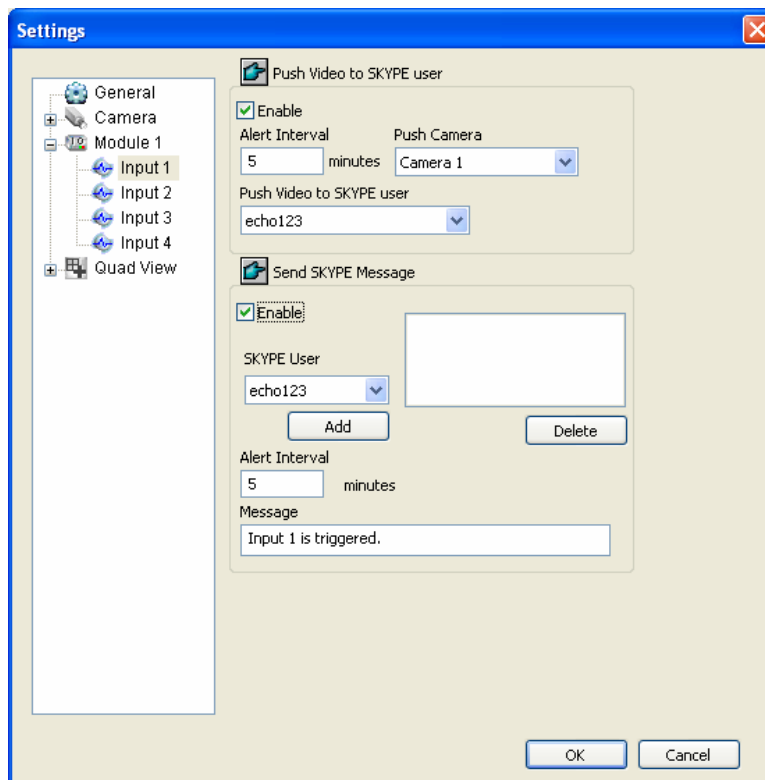 Settings
General
Camera
Module 1
Input 1
Input 2
Input 3
Input 4
Quad View
Push Video to SKYPE user
Enable
Alert Interval Push Camera
5 minutes Camera 1
Push Video to SKYPE user
echo123
Send SKYPE Message
Enable
SKYPE User
echo123
Add Delete
Alert Interval
5 minutes
Message
Input 1 is triggered.
OK Cancel